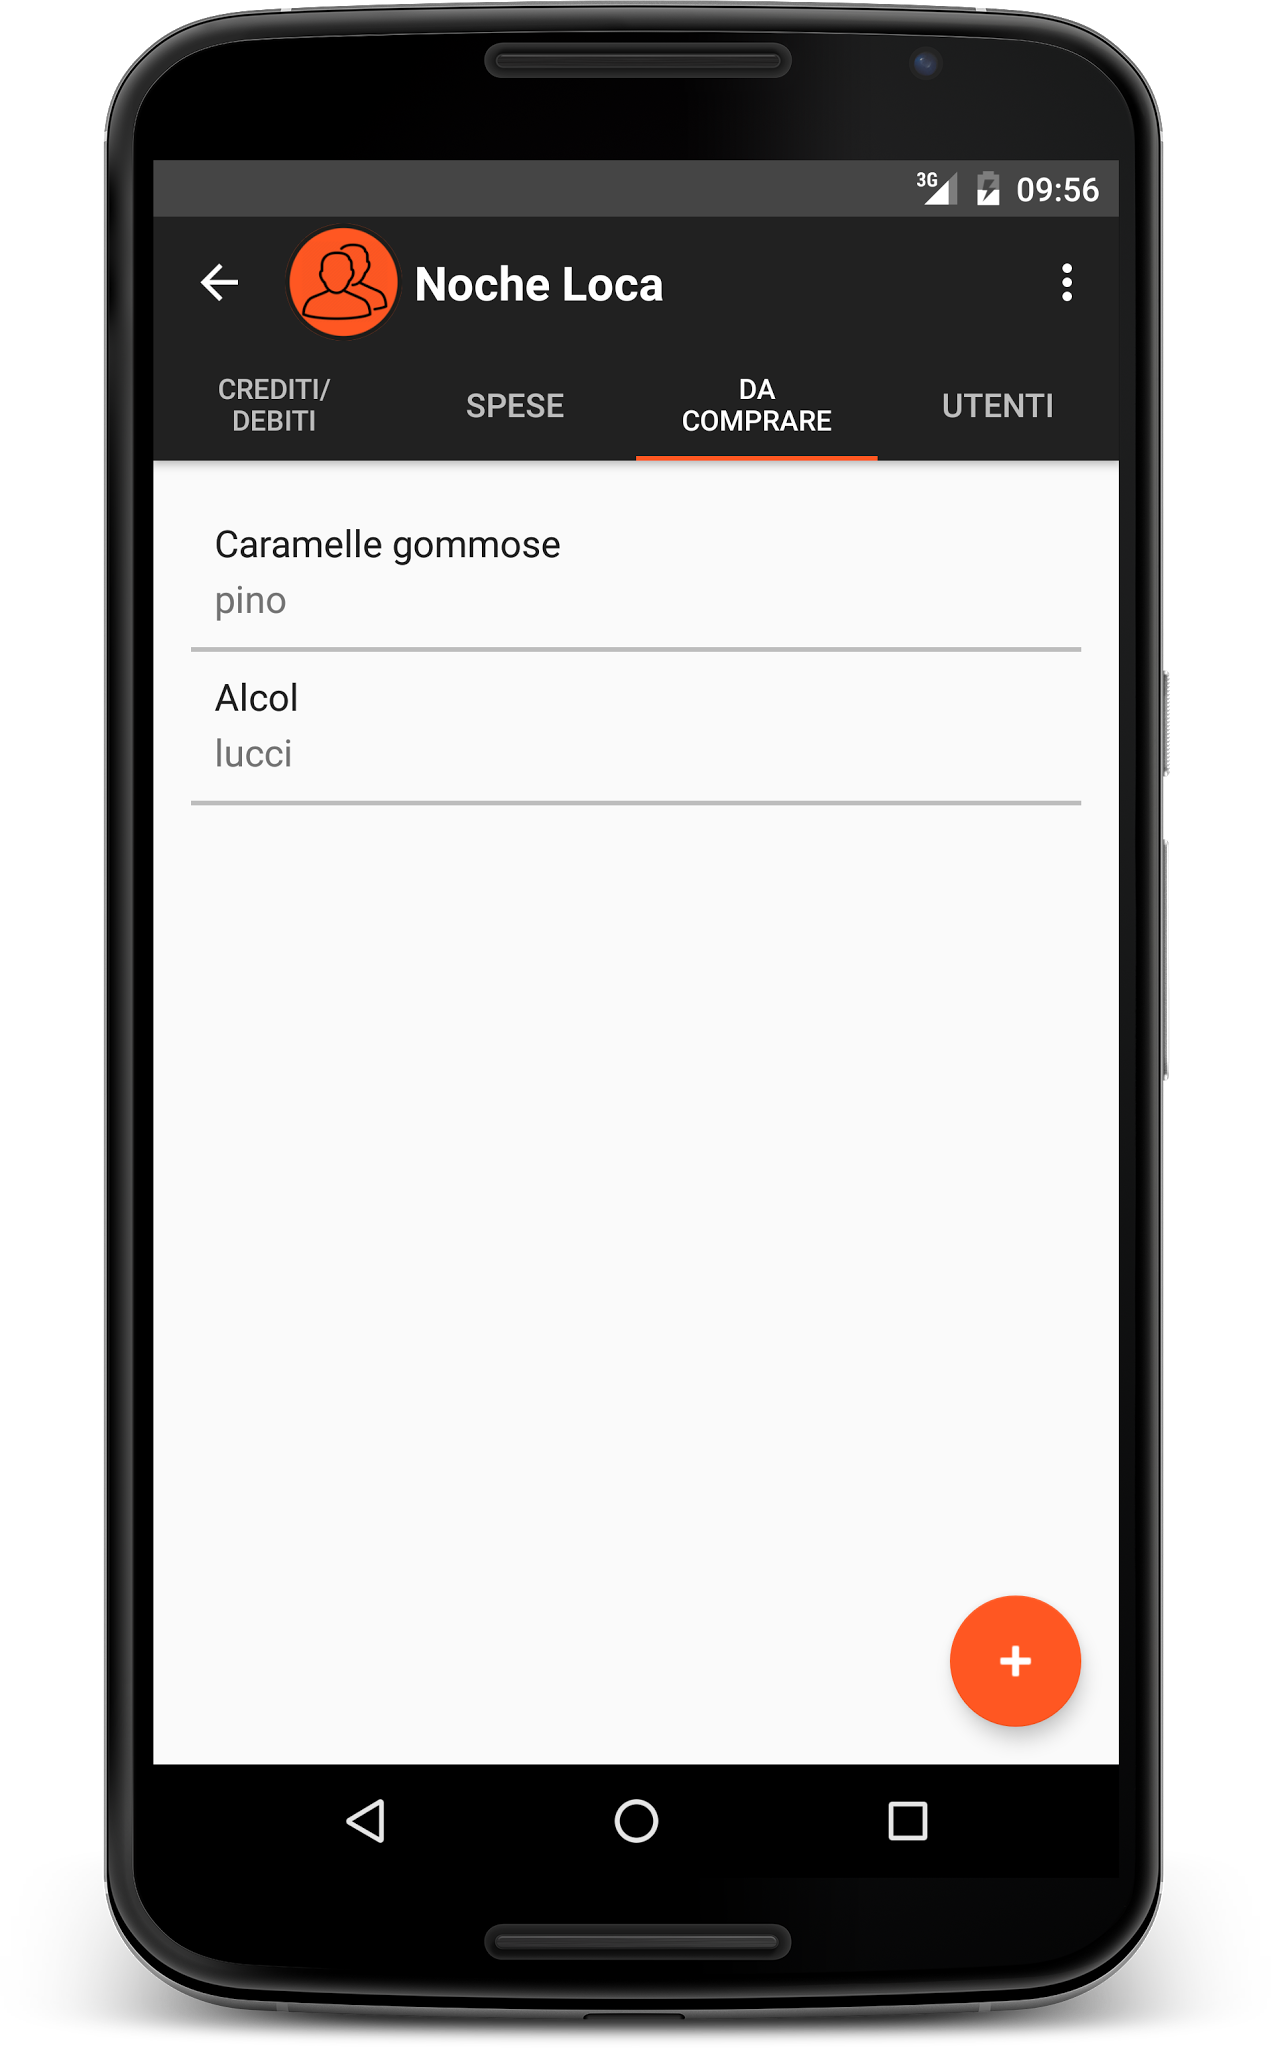 3G 09:56
Noche Loca
CREDITI/
DEBITI
SPESE
DA
COMPRARE
UTENTI
Caramelle gommose
pino
Alcol
lucci